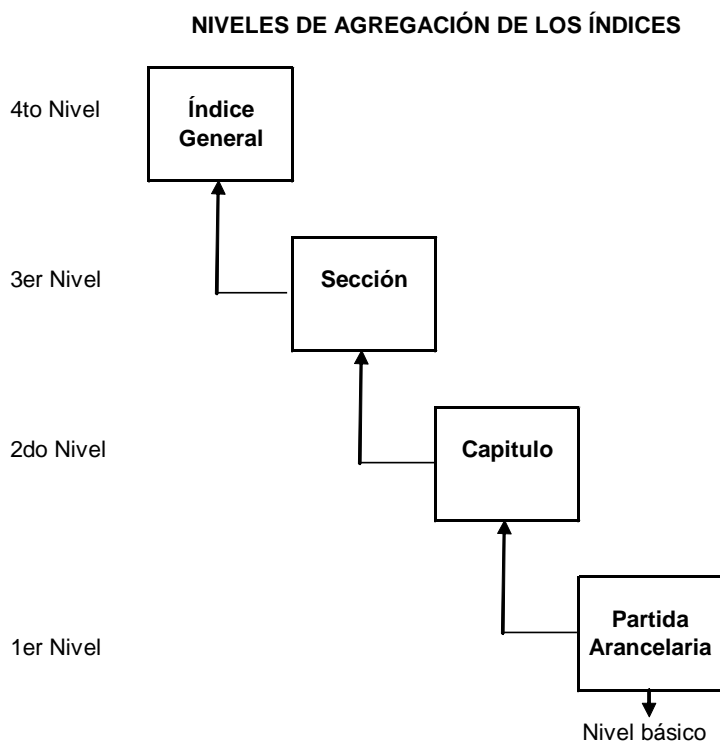 NIVELES DE AGREGACIÓN DE LOS ÍNDICES
4to Nivel
Índice
General
3er Nivel
Sección
2do Nivel
Capitulo
1er Nivel
Partida
Arancelaria
Nivel básico